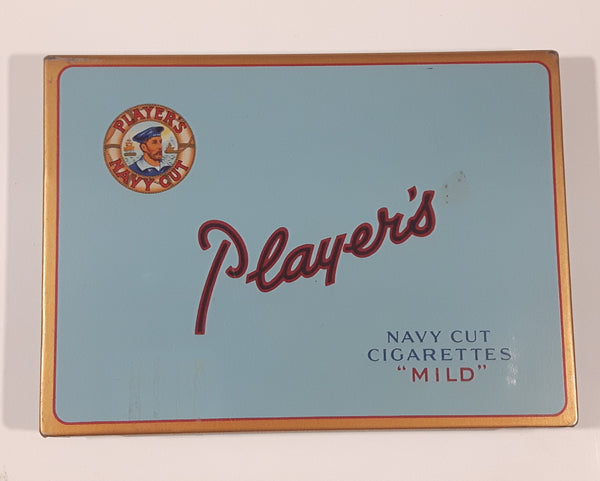 PLAYER'S
NAVY CUT
Player's
NAVY CUT
CIGARETTES
"MILD"